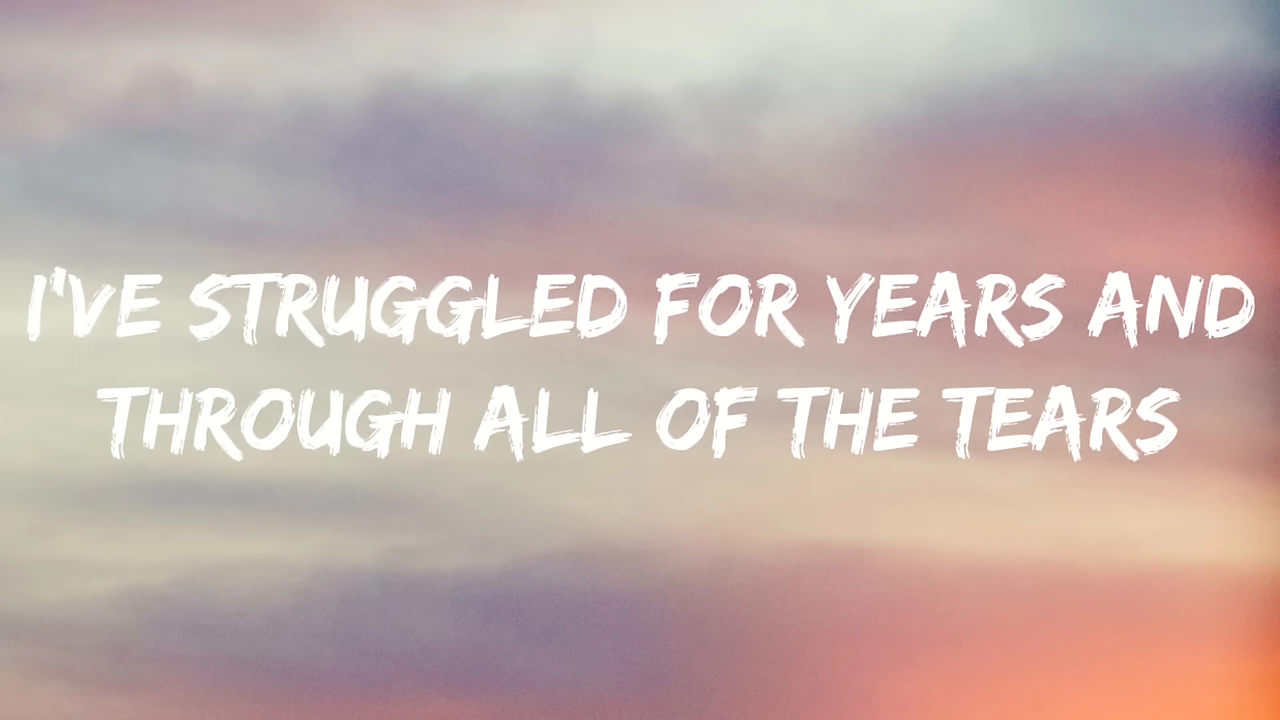 I'VE STRUGGLED FOR YEARS AND
THROUGH ALL OF THE TEARS